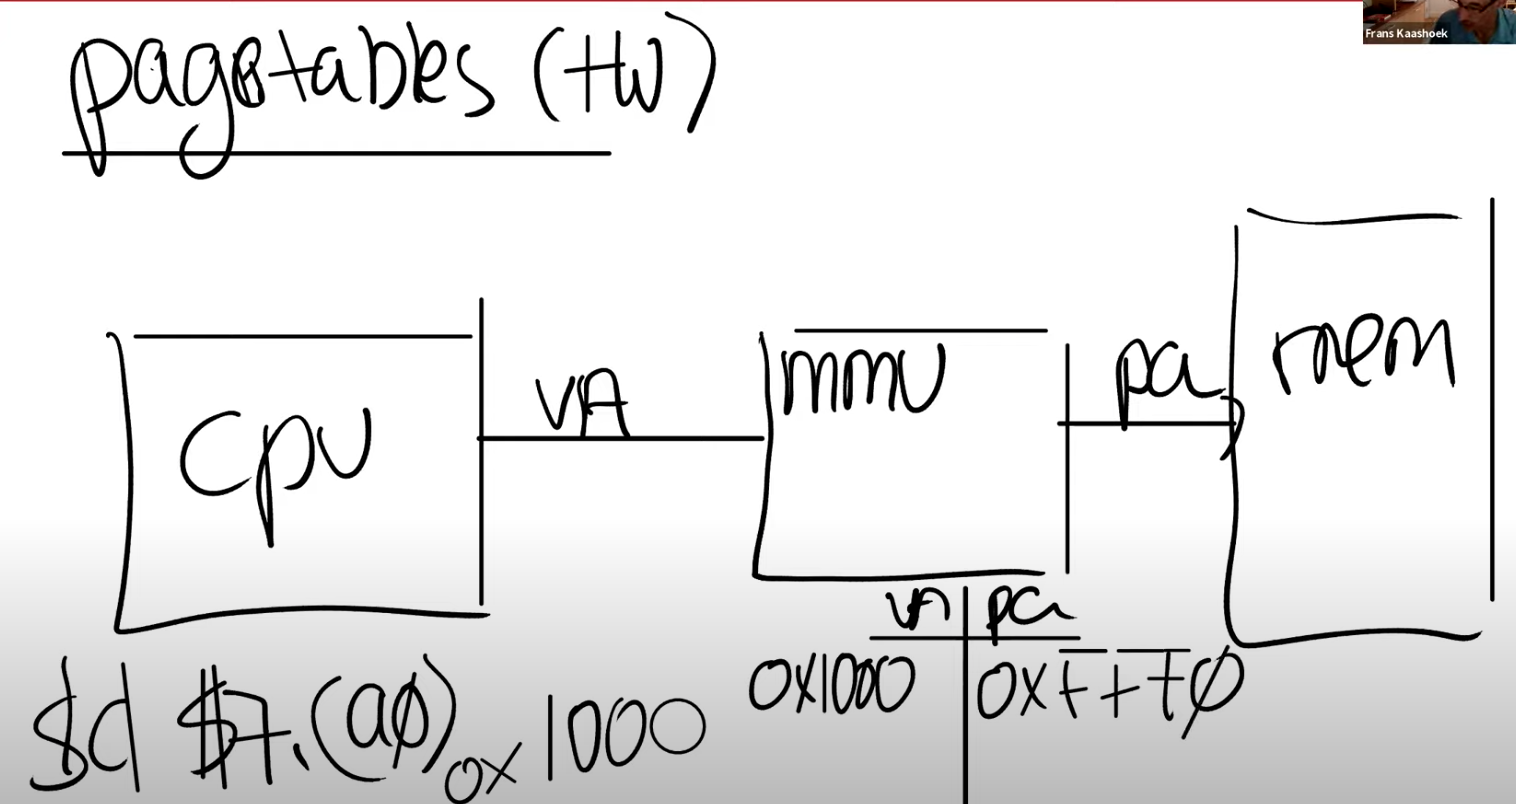 Frans Kaashoek
pagetables (HW)
cpu
VA
mmu
pa
mem
va pa
0x1000 0xFFF0
sd $7, (a0) 0x1000